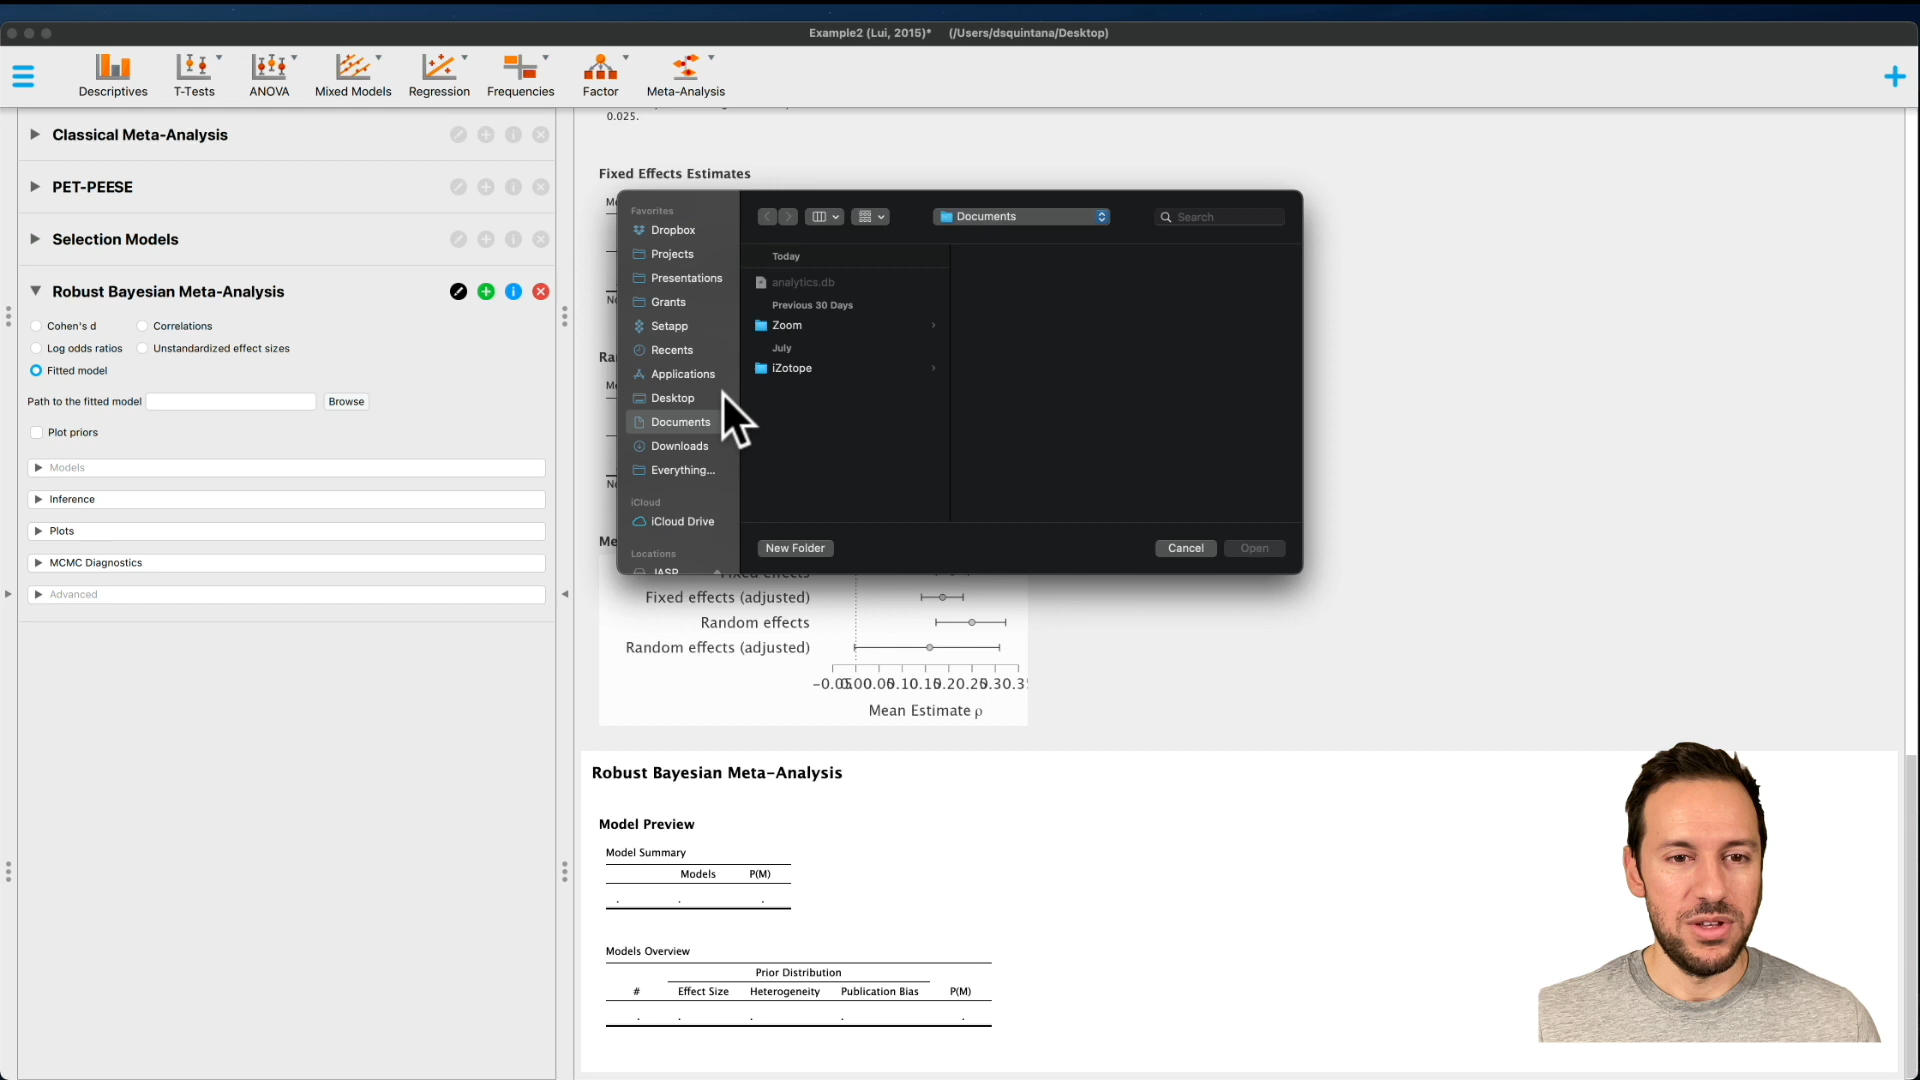 Example2 (Lui, 2015)* (/Users/dsquintana/Desktop)
Descriptives
T-Tests
ANOVA
Mixed Models
Regression
Frequencies
Factor
Meta-Analysis
Classical Meta-Analysis
PET-PEESE
Selection Models
Robust Bayesian Meta-Analysis
Cohen's d
Correlations
Log odds ratios
Unstandardized effect sizes
Fitted model
Path to the fitted model
Browse
Plot priors
Models
Inference
Plots
MCMC Diagnostics
Advanced
0.025.
Fixed Effects Estimates
Favorites
Dropbox
Projects
Presentations
Grants
Setapp
Recents
Applications
Desktop
Documents
Downloads
Everything...
iCloud
iCloud Drive
Locations
JASP
Documents
Search
Today
analytics.db
Previous 30 Days
Zoom
July
iZotope
New Folder
Cancel
Open
Fixed effects
Fixed effects (adjusted)
Random effects
Random effects (adjusted)
Mean Estimate ρ
Robust Bayesian Meta-Analysis
Model Preview
Model Summary
Models P(M)
. . .
Models Overview
Prior Distribution
# Effect Size Heterogeneity Publication Bias P(M)
. . . . .